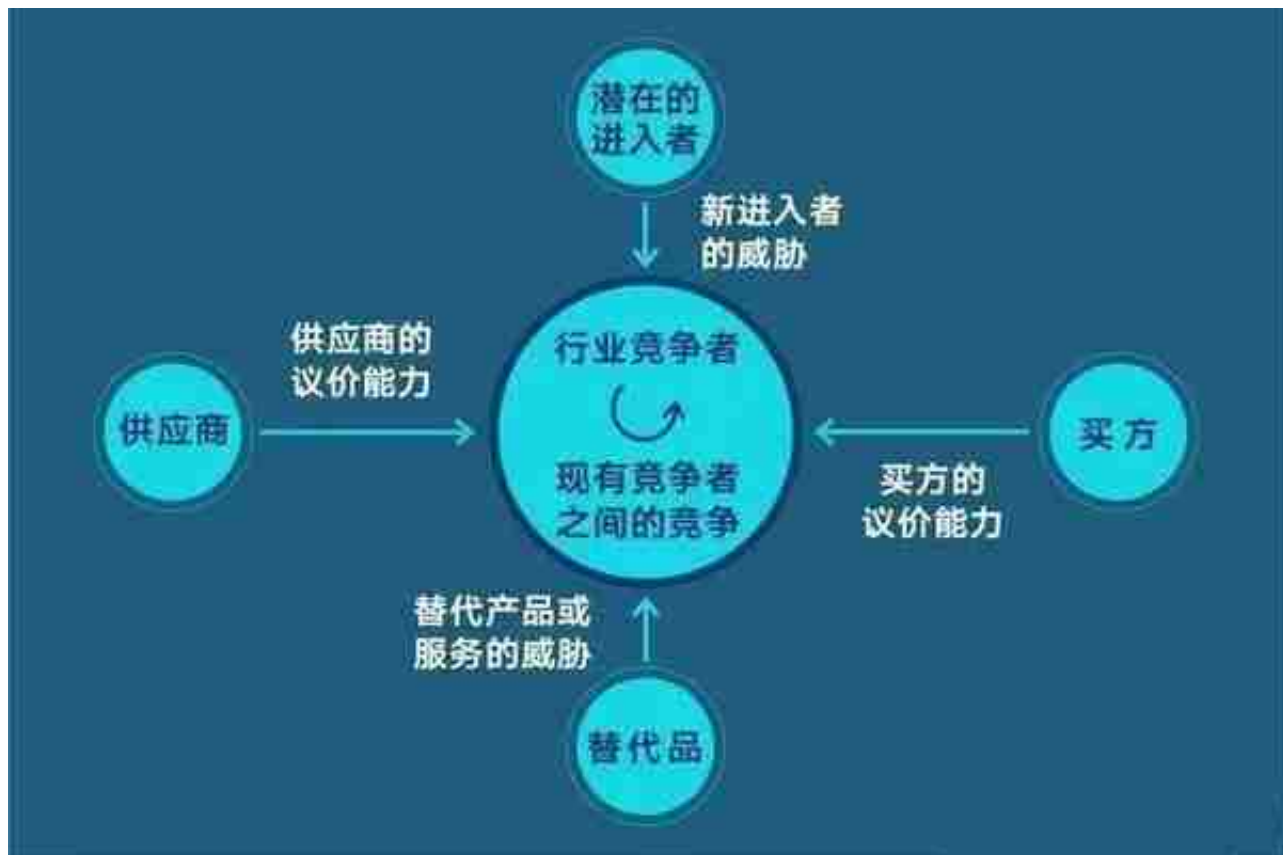 潜在的
进入者
新进入者
的威胁
供应商的
议价能力
供应商
行业竞争者
现有竞争者
之间的竞争
买方
买方的
议价能力
替代产品或
服务的威胁
替代品